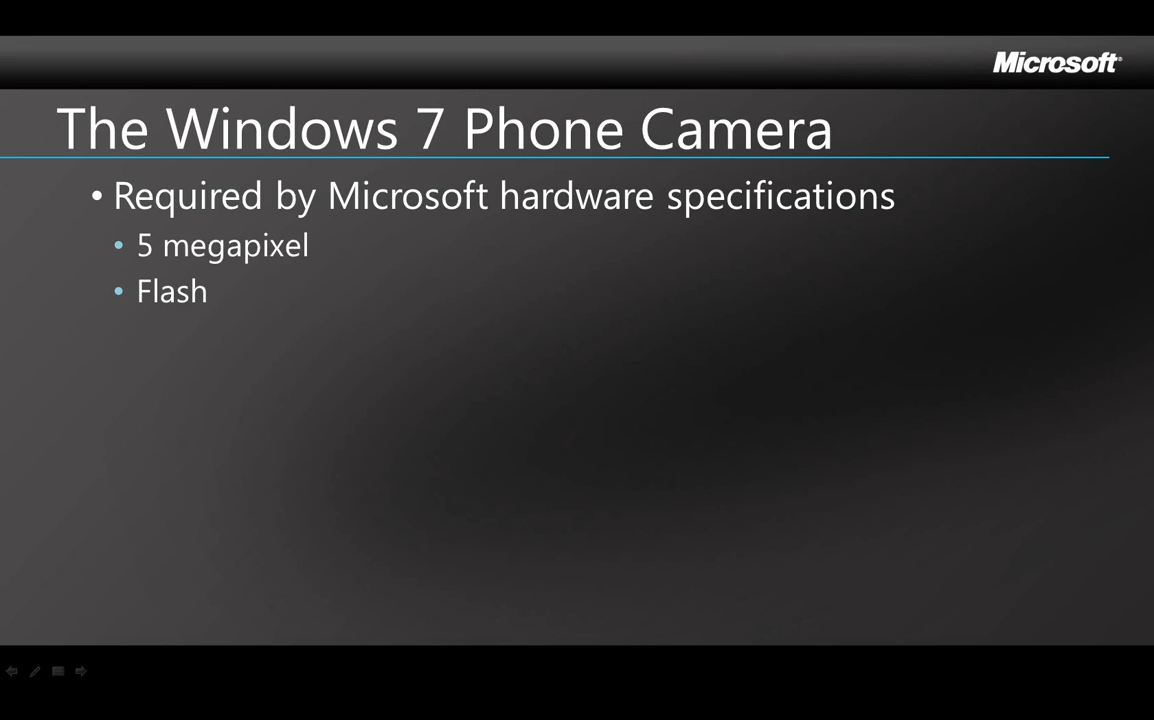 Microsoft
The Windows 7 Phone Camera
• Required by Microsoft hardware specifications
• 5 megapixel
• Flash